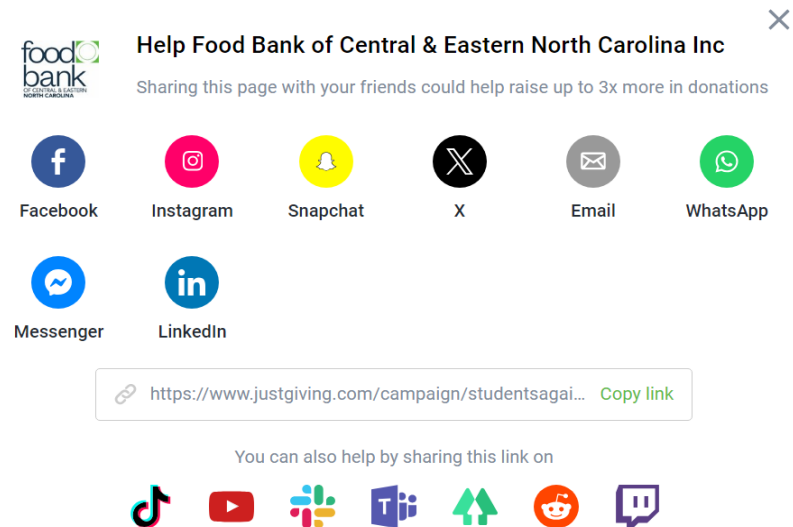 food
bank
OF CENTRAL & EASTERN
NORTH CAROLINA
Help Food Bank of Central & Eastern North Carolina Inc
Sharing this page with your friends could help raise up to 3x more in donations
Facebook
Instagram
Snapchat
X
Email
WhatsApp
Messenger
in
LinkedIn
https://www.justgiving.com/campaign/studentsagai... Copy link
You can also help by sharing this link on